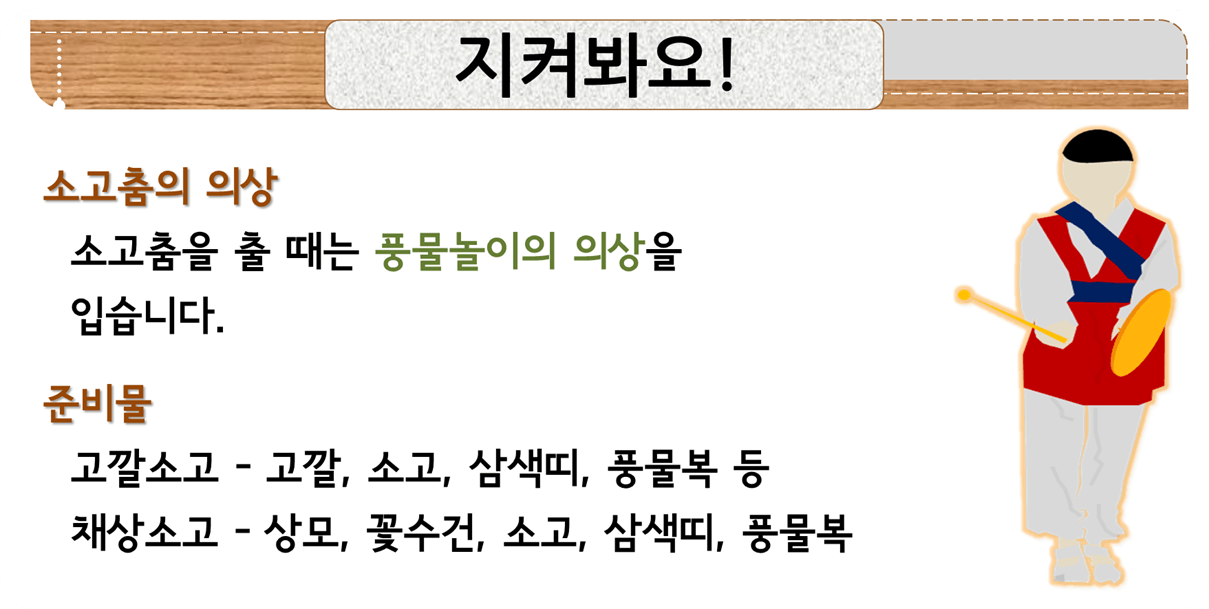 지켜봐요!
소고춤의 의상
소고춤을 출 때는 풍물놀이의 의상을
입습니다.
준비물
고깔소고 - 고깔, 소고, 삼색띠, 풍물복 등
채상소고 - 상모, 꽃수건, 소고, 삼색띠, 풍물복